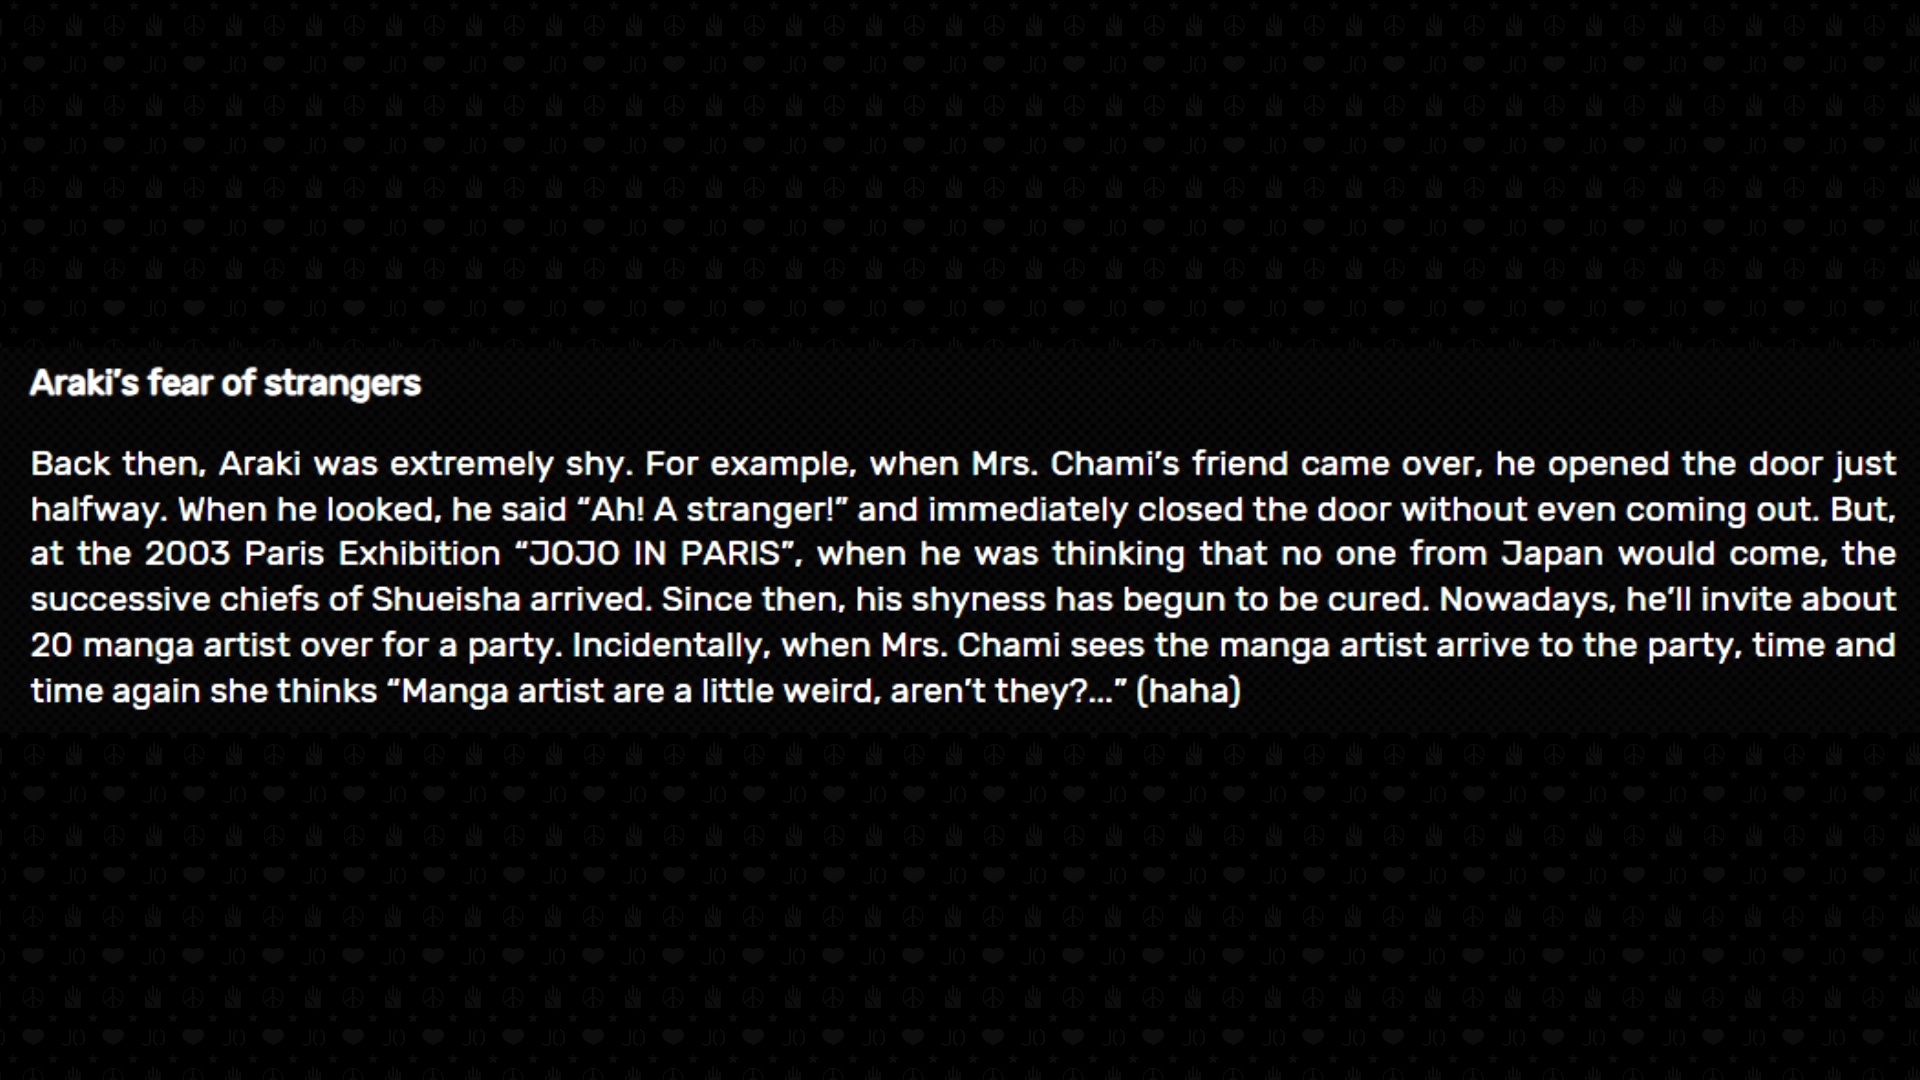 Araki’s fear of strangers
Back then, Araki was extremely shy. For example, when Mrs. Chami’s friend came over, he opened the door just
halfway. When he looked, he said “Ah! A stranger!” and immediately closed the door without even coming out. But,
at the 2003 Paris Exhibition “JOJO IN PARIS”, when he was thinking that no one from Japan would come, the
successive chiefs of Shueisha arrived. Since then, his shyness has begun to be cured. Nowadays, he’ll invite about
20 manga artist over for a party. Incidentally, when Mrs. Chami sees the manga artist arrive to the party, time and
time again she thinks “Manga artist are a little weird, aren’t they?...” (haha)